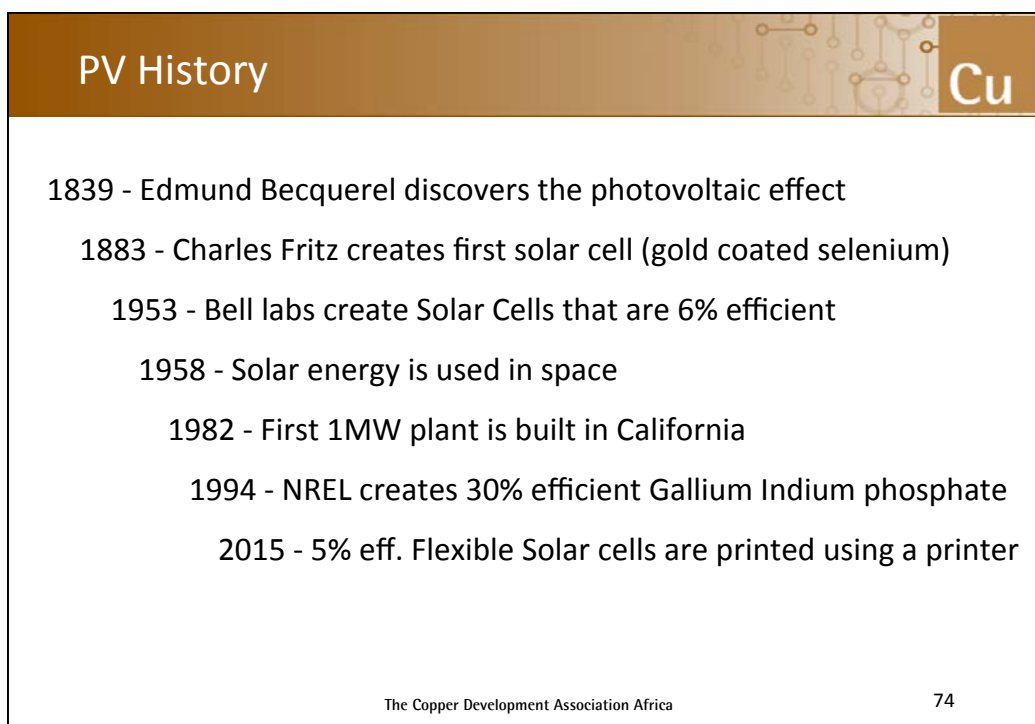 PV History
Cu
1839 - Edmund Becquerel discovers the photovoltaic effect
1883 - Charles Fritz creates first solar cell (gold coated selenium)
1953 - Bell labs create Solar Cells that are 6% efficient
1958 - Solar energy is used in space
1982 - First 1MW plant is built in California
1994 - NREL creates 30% efficient Gallium Indium phosphate
2015 - 5% eff. Flexible Solar cells are printed using a printer
The Copper Development Association Africa
74